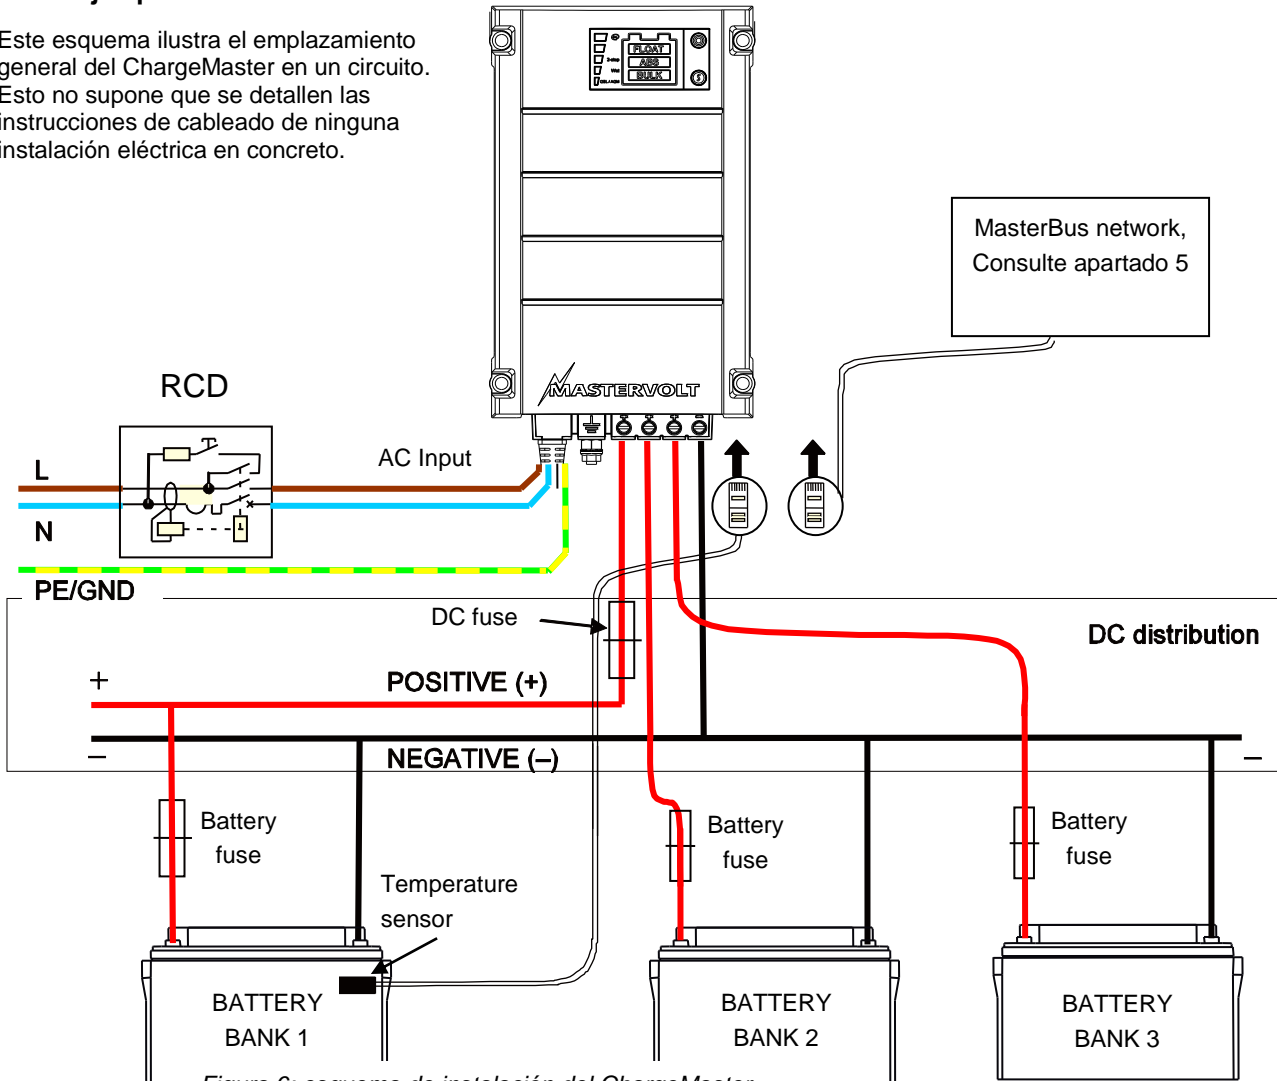 Este esquema ilustra el emplazamiento
general del ChargeMaster en un circuito.
Esto no supone que se detallen las
instrucciones de cableado de ninguna
instalación eléctrica en concreto.
FLOAT
ABS
BULK
MasterBus network,
Consulte apartado 5
MASTERVOLT
RCD
AC Input
L
N
PE/GND
DC fuse
DC distribution
+
POSITIVE (+)
–
NEGATIVE (–)
–
Battery
fuse
Battery
fuse
Battery
fuse
Temperature
sensor
BATTERY
BANK 1
BATTERY
BANK 2
BATTERY
BANK 3